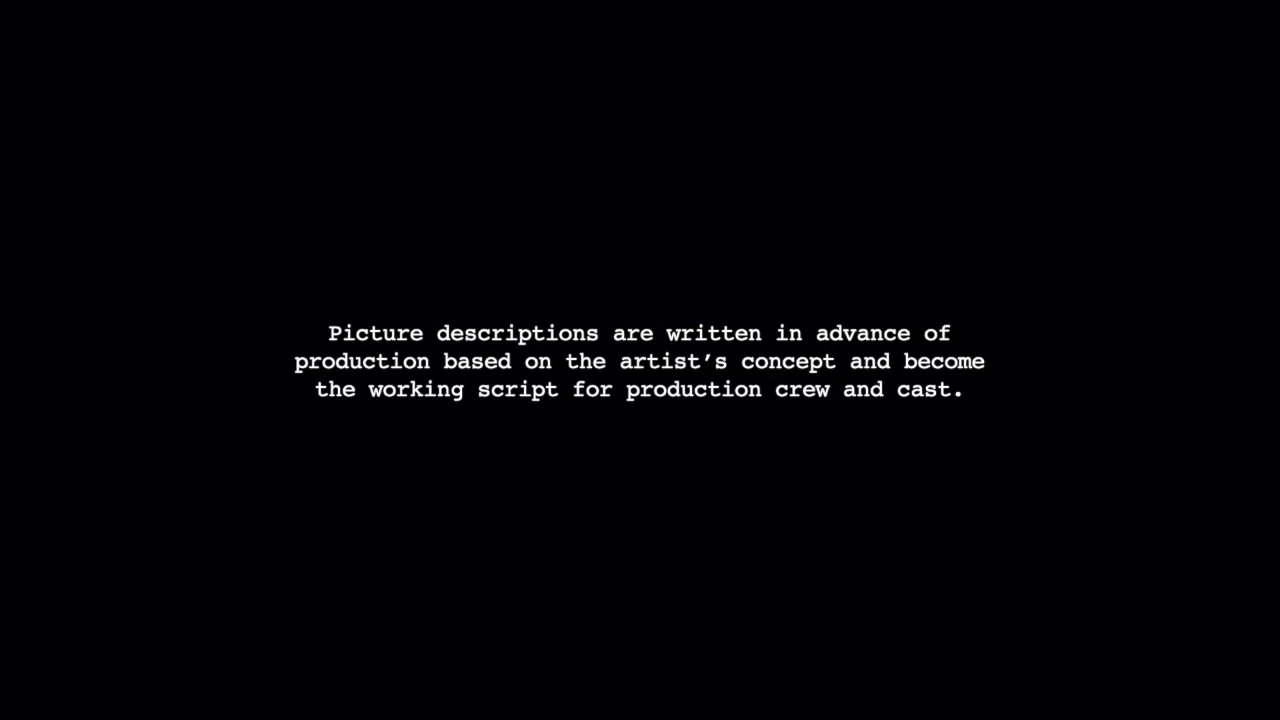 Picture descriptions are written in advance of
production based on the artist’s concept and become
the working script for production crew and cast.